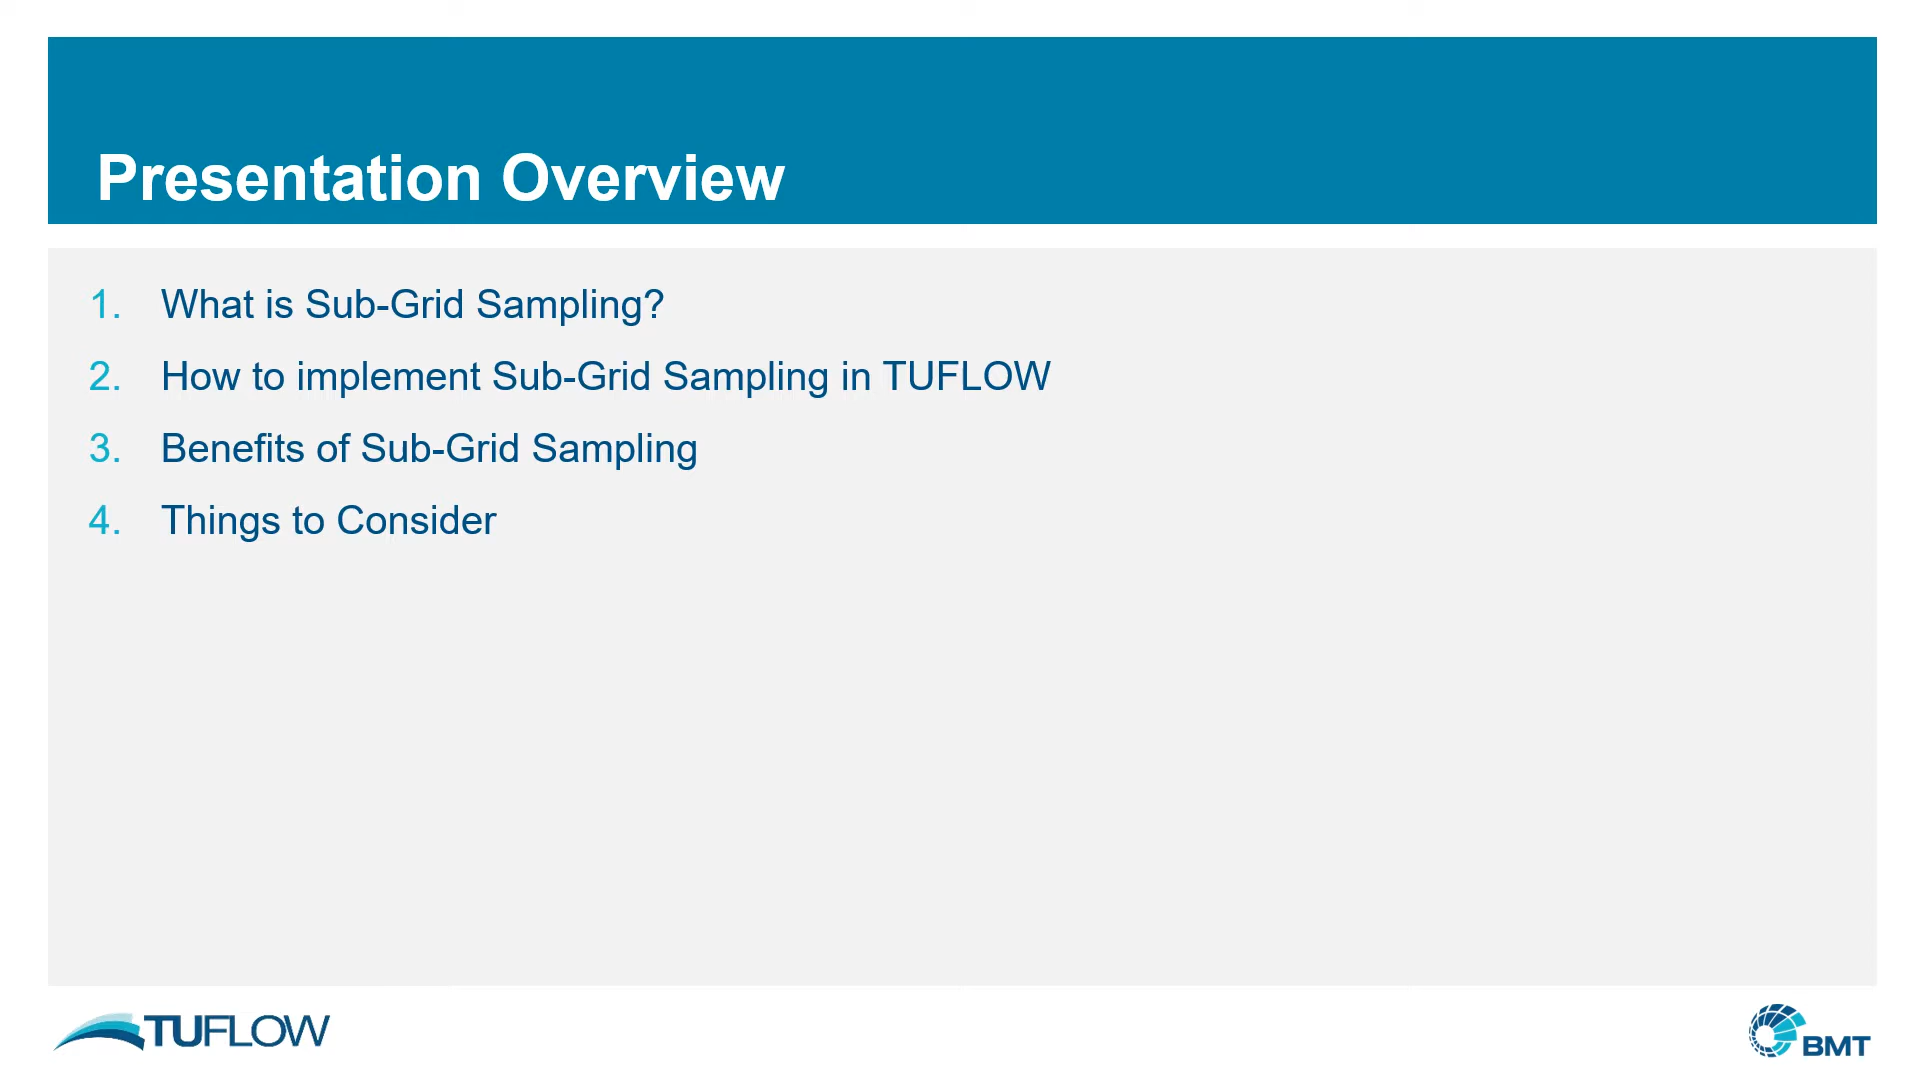 Presentation Overview
1. What is Sub-Grid Sampling?
2. How to implement Sub-Grid Sampling in TUFLOW
3. Benefits of Sub-Grid Sampling
4. Things to Consider
TUFLOW
BMT